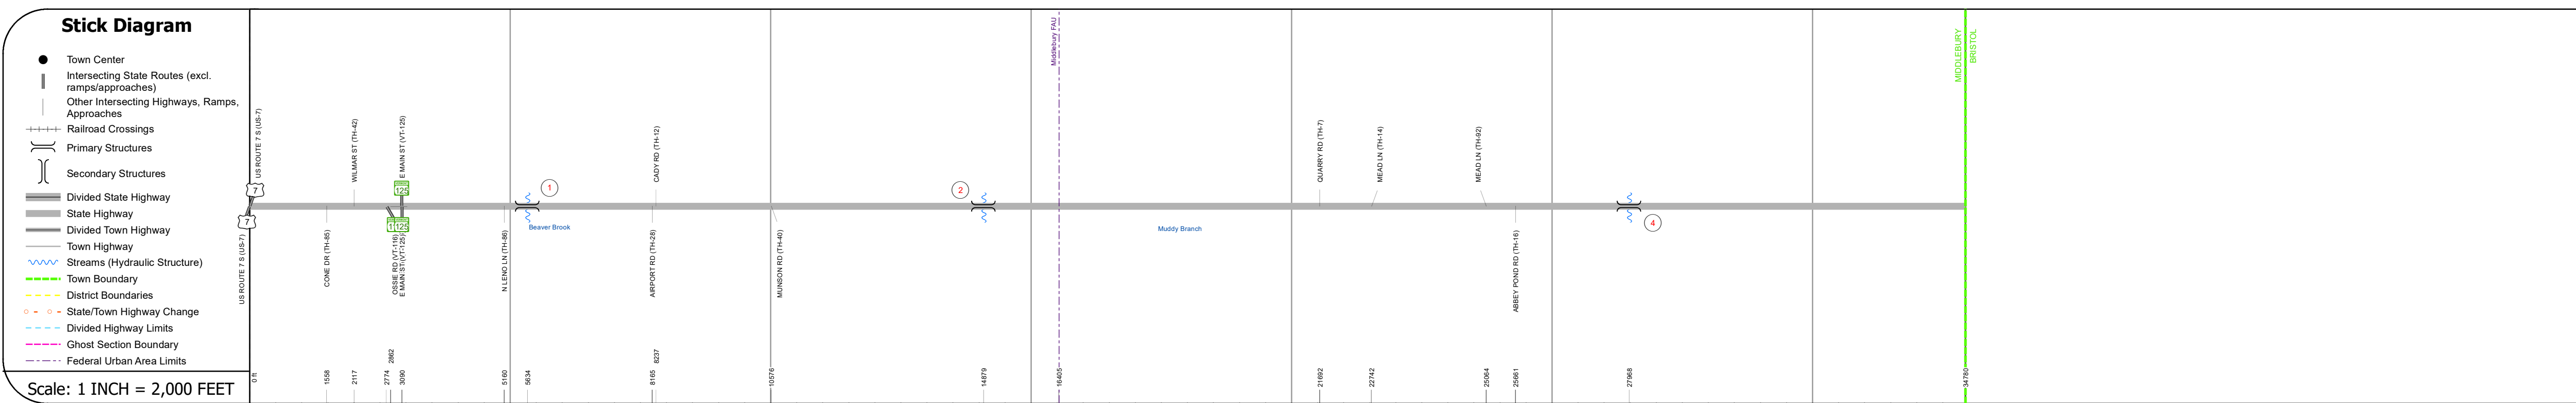 Stick Diagram
Town Center
Intersecting State Routes (excl.
ramps/approaches)
Other Intersecting Highways, Ramps,
Approaches
Railroad Crossings
Primary Structures
Secondary Structures
Divided State Highway
State Highway
Divided Town Highway
Town Highway
Streams (Hydraulic Structure)
Town Boundary
District Boundaries
State/Town Highway Change
Divided Highway Limits
Ghost Section Boundary
Federal Urban Area Limits
Scale: 1 INCH = 2,000 FEET
US ROUTE 7 S (US-7)
7
7
US ROUTE 7 S (US-7)
CONE DR (TH-85)
WILMAR ST (TH-42)
E MAIN ST (VT-125)
125
125
OSSIE RD (VT-116)
E MAIN ST (VT-125)
N LENO LN (TH-86)
1
Beaver Brook
CADY RD (TH-12)
AIRPORT RD (TH-28)
MUNSON RD (TH-40)
2
Middlebury FAU
Muddy Branch
QUARRY RD (TH-7)
MEAD LN (TH-14)
MEAD LN (TH-92)
ABBEY POND RD (TH-16)
4
MIDDLEBURY
BRISTOL
0 ft
1558
2117
2774
2862
3090
5160
5634
8165
8237
10576
14879
16405
21692
22742
25064
25661
27968
34780